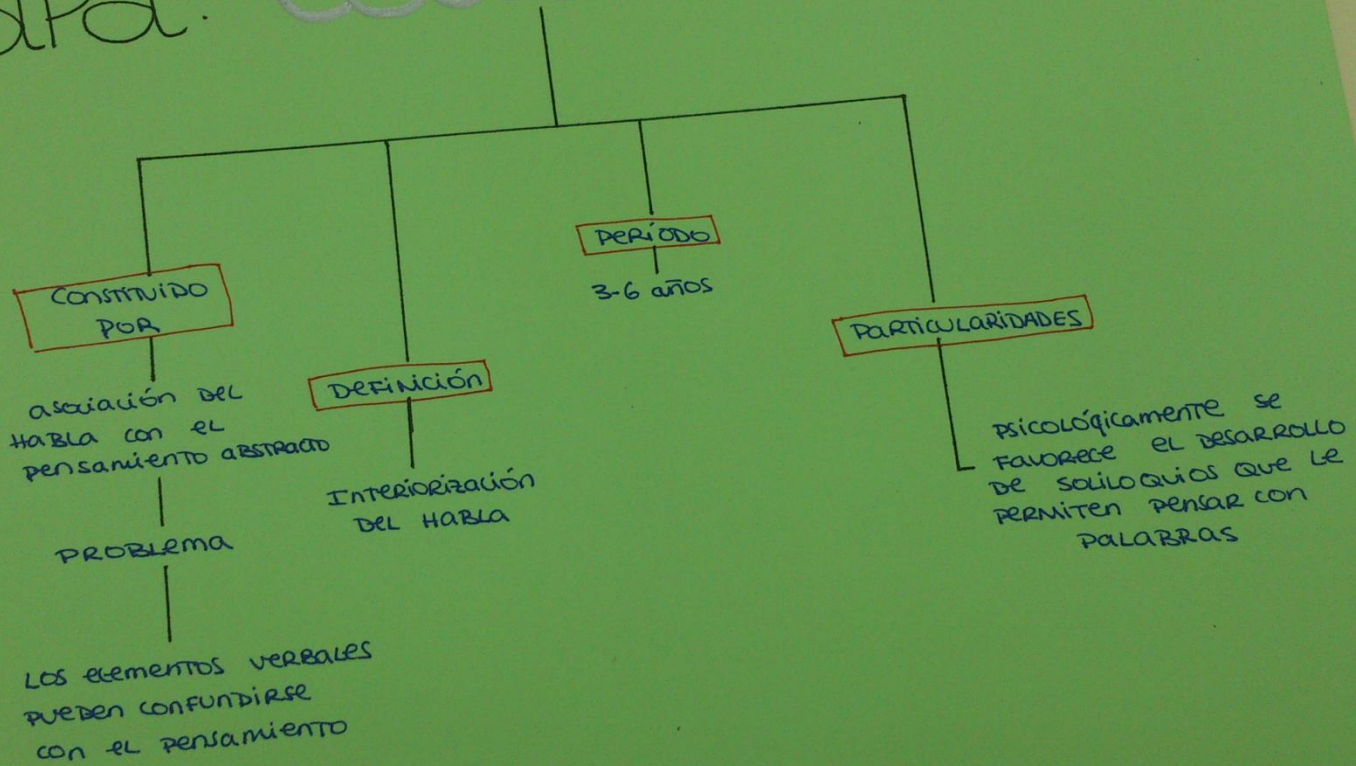 CONSTITUIDO
POR
asociación DEL
HABLA con EL
PENSAMIENTO ABSTRACTO
PROBLEMA
LOS ELEMENTOS VERBALES
PUEDEN CONFUNDIRSE
CON EL PENSAMIENTO
DEFINICIÓN
INTERIORIZACIÓN
DEL HABLA
PERÍODO
3-6 años
PARTICULARIDADES
PSICOLÓGICAMENTE SE
FAVORECE EL DESARROLLO
DE SOLILOQUIOS QUE LE
PERMITEN PENSAR CON
PALABRAS